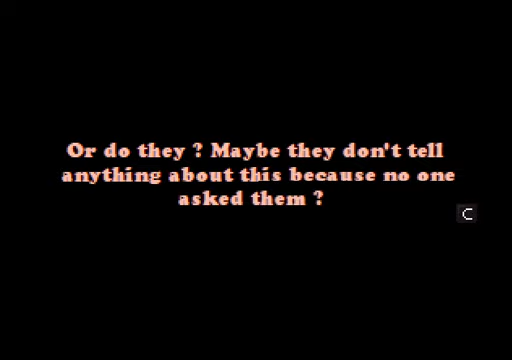 Or do they ? Maybe they don't tell
anything about this because no one
asked them ?
C